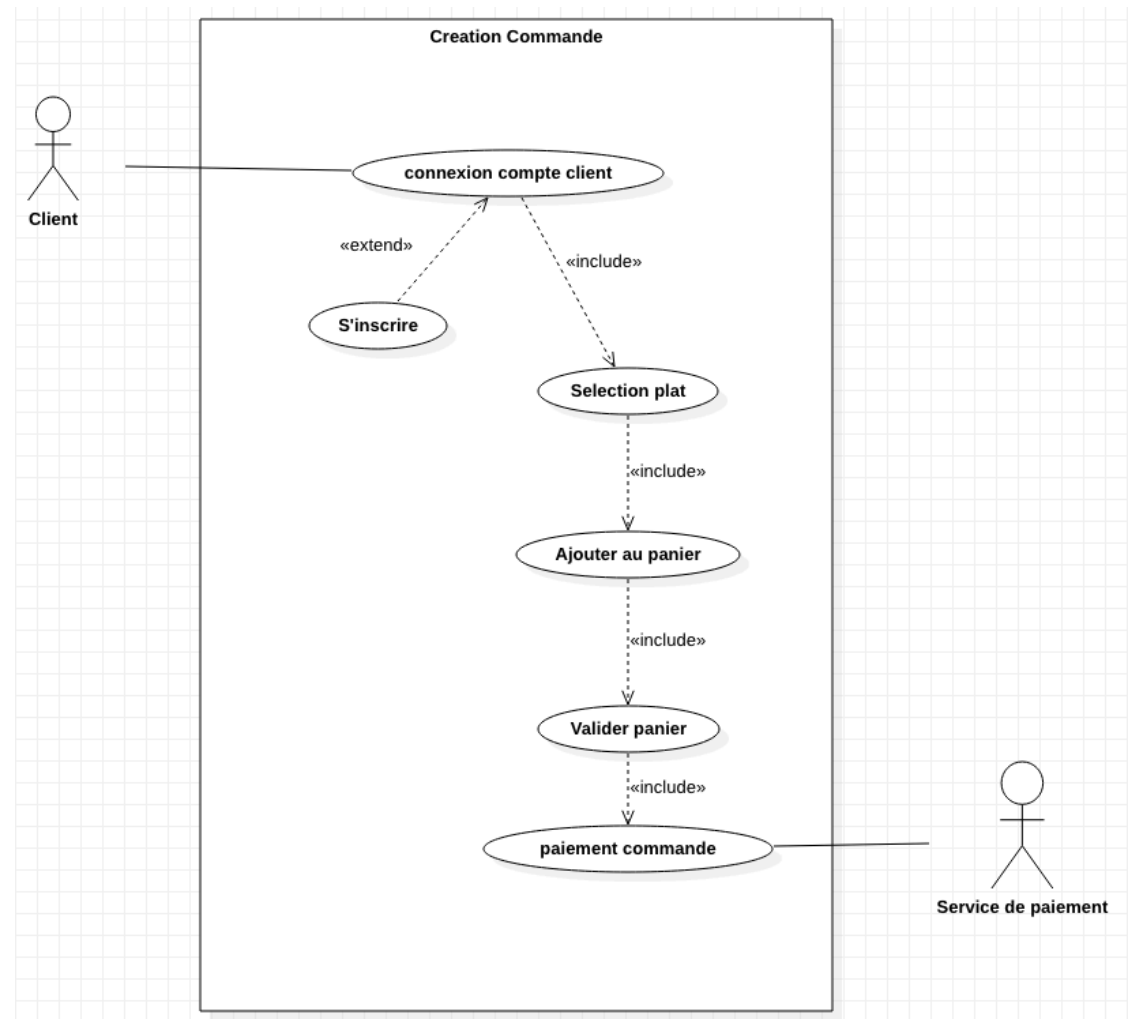 Creation Commande
connexion compte client
Client
«extend»
«include»
S'inscrire
Selection plat
«include»
Ajouter au panier
«include»
Valider panier
«include»
paiement commande
Service de paiement